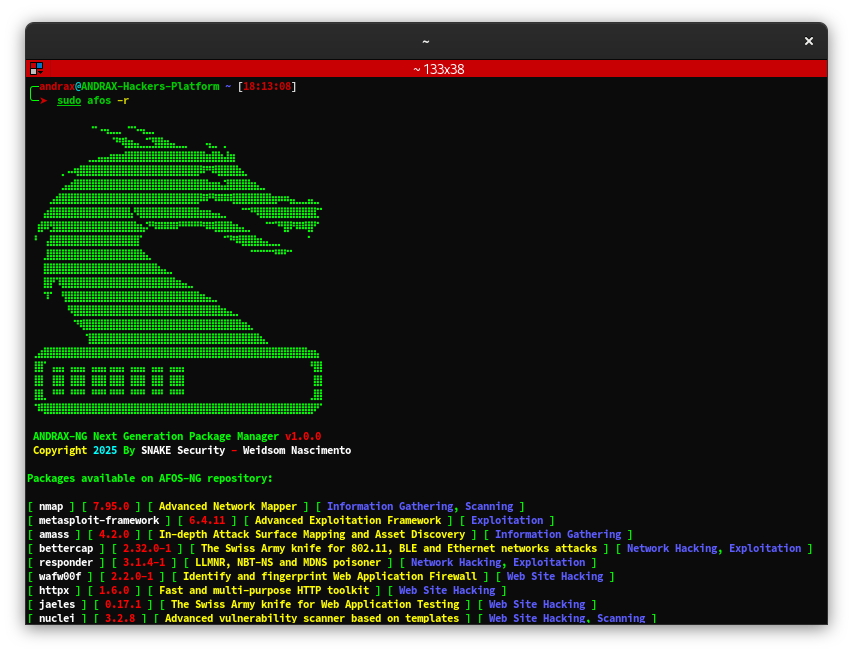 ~
~ 133x38
andrax@ANDRAX-Hackers-Platform ~ [18:13:08]
sudo afos -r
ANDRAX-NG Next Generation Package Manager v1.0.0
Copyright 2025 By SNAKE Security - Weidsom Nascimento
Packages available on AFOS-NG repository:
[ nmap ] [ 7.95.0 ] [ Advanced Network Mapper ] [ Information Gathering, Scanning ]
[ metasploit-framework ] [ 6.4.11 ] [ Advanced Exploitation Framework ] [ Exploitation ]
[ amass ] [ 4.2.0 ] [ In-depth Attack Surface Mapping and Asset Discovery ] [ Information Gathering ]
[ bettercap ] [ 2.32.0-1 ] [ The Swiss Army knife for 802.11, BLE and Ethernet networks attacks ] [ Network Hacking, Exploitation ]
[ responder ] [ 3.1.4-1 ] [ LLMNR, NBT-NS and MDNS poisoner ] [ Network Hacking, Exploitation ]
[ wafw00f ] [ 2.2.0-1 ] [ Identify and fingerprint Web Application Firewall ] [ Web Site Hacking ]
[ httpx ] [ 1.6.0 ] [ Fast and multi-purpose HTTP toolkit ] [ Web Site Hacking ]
[ jaeles ] [ 0.17.1 ] [ The Swiss Army knife for Web Application Testing ] [ Web Site Hacking ]
[ nuclei ] [ 3.2.8 ] [ Advanced vulnerability scanner based on templates ] [ Web Site Hacking, Scanning ]